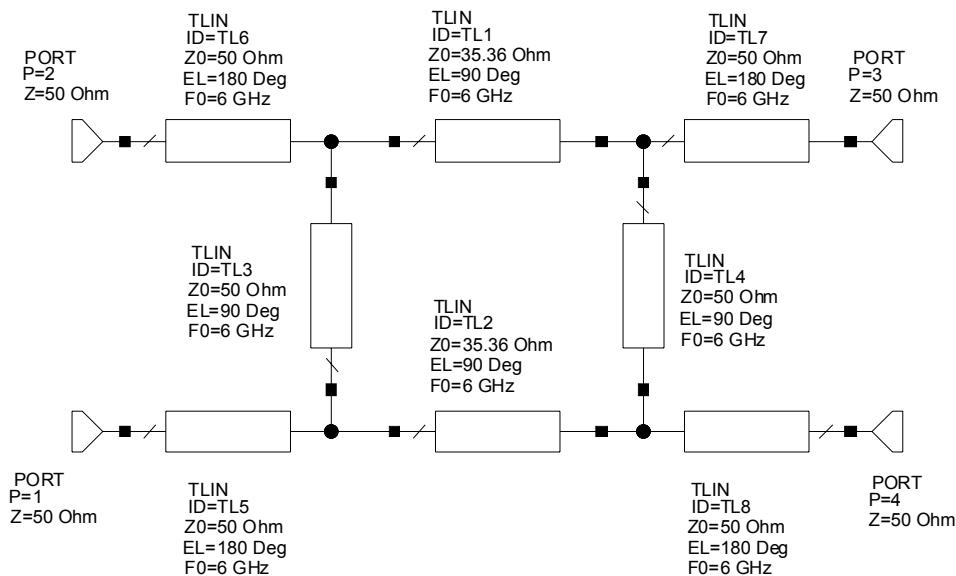 TLIN
ID=TL6
Z0=50 Ohm
EL=180 Deg
F0=6 GHz
TLIN
ID=TL1
Z0=35.36 Ohm
EL=90 Deg
F0=6 GHz
TLIN
ID=TL7
Z0=50 Ohm
EL=180 Deg
F0=6 GHz
PORT
P=2
Z=50 Ohm
PORT
P=3
Z=50 Ohm
TLIN
ID=TL3
Z0=50 Ohm
EL=90 Deg
F0=6 GHz
TLIN
ID=TL2
Z0=35.36 Ohm
EL=90 Deg
F0=6 GHz
TLIN
ID=TL4
Z0=50 Ohm
EL=90 Deg
F0=6 GHz
PORT
P=1
Z=50 Ohm
TLIN
ID=TL5
Z0=50 Ohm
EL=180 Deg
F0=6 GHz
TLIN
ID=TL8
Z0=50 Ohm
EL=180 Deg
F0=6 GHz
PORT
P=4
Z=50 Ohm